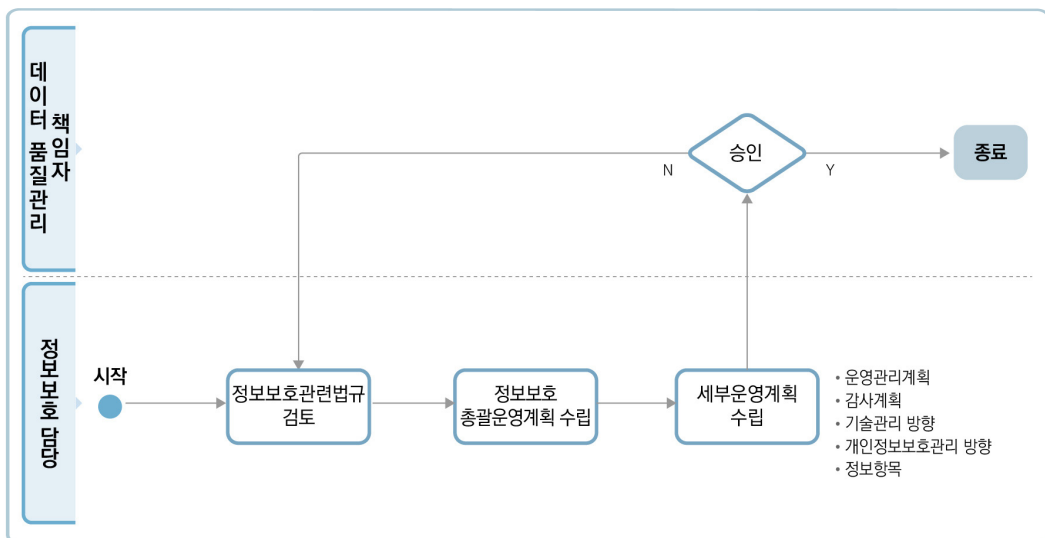 데이터 품질관리
책임자
승인
N
Y
종료
정보보호 담당
시작
정보보호관련법규
검토
정보보호
총괄운영계획 수립
세부운영계획
수립
• 운영관리계획
• 감사계획
• 기술관리 방향
• 개인정보보호관리 방향
• 정보항목